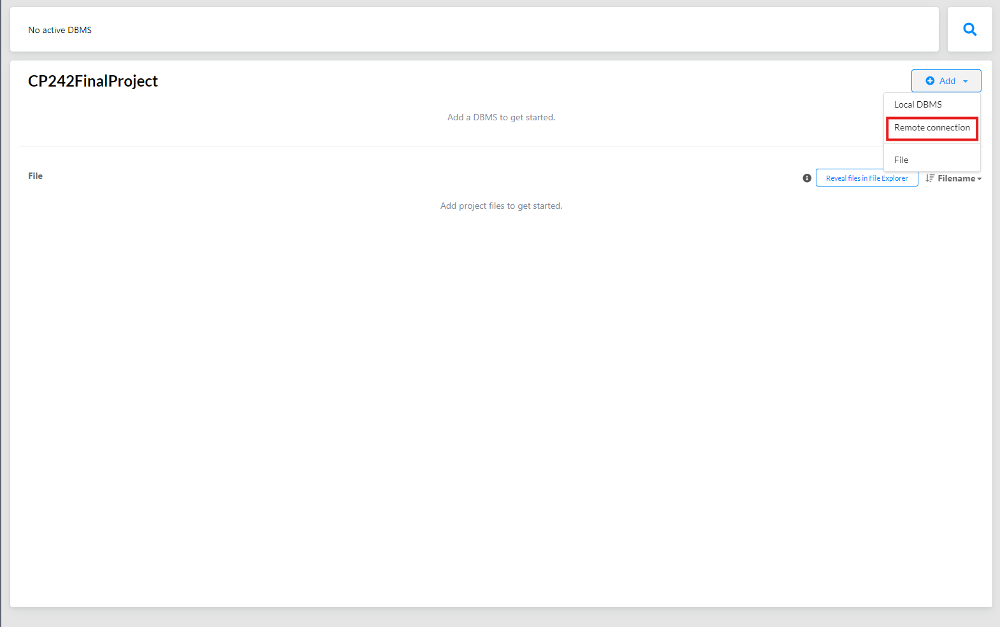 No active DBMS
CP242FinalProject
Add
Local DBMS
Add a DBMS to get started.
Remote connection
File
File
Reveal files in File Explorer
Filename
Add project files to get started.